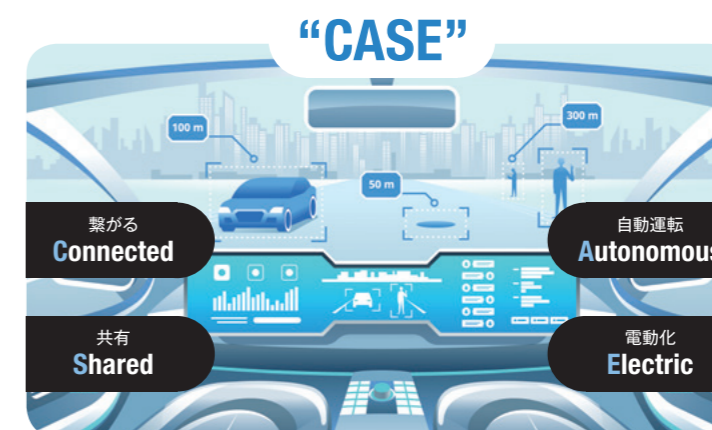 “CASE”
100 m
300 m
50 m
繋がる
Connected
自動運転
Autonomous
共有
Shared
電動化
Electric